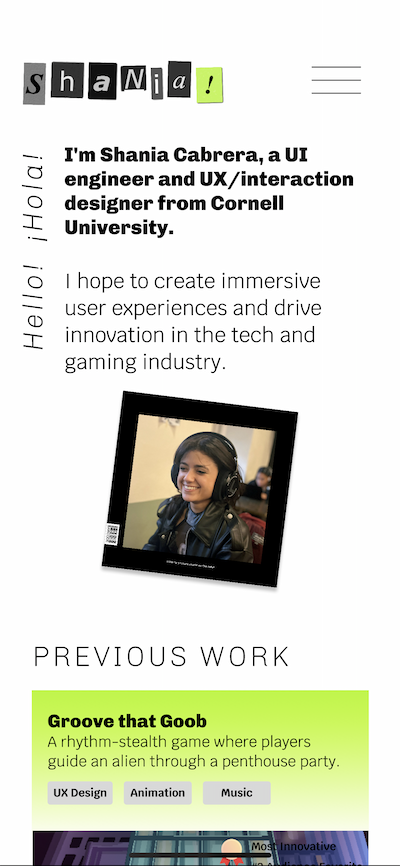 Shania!
Hello! ¡Hola!
I'm Shania Cabrera, a UI
engineer and UX/interaction
designer from Cornell
University.
I hope to create immersive
user experiences and drive
innovation in the tech and
gaming industry.
PREVIOUS WORK
Groove that Goob
A rhythm-stealth game where players
guide an alien through a penthouse party.
UX Design
Animation
Music
Most Innovative
Audience Favorite